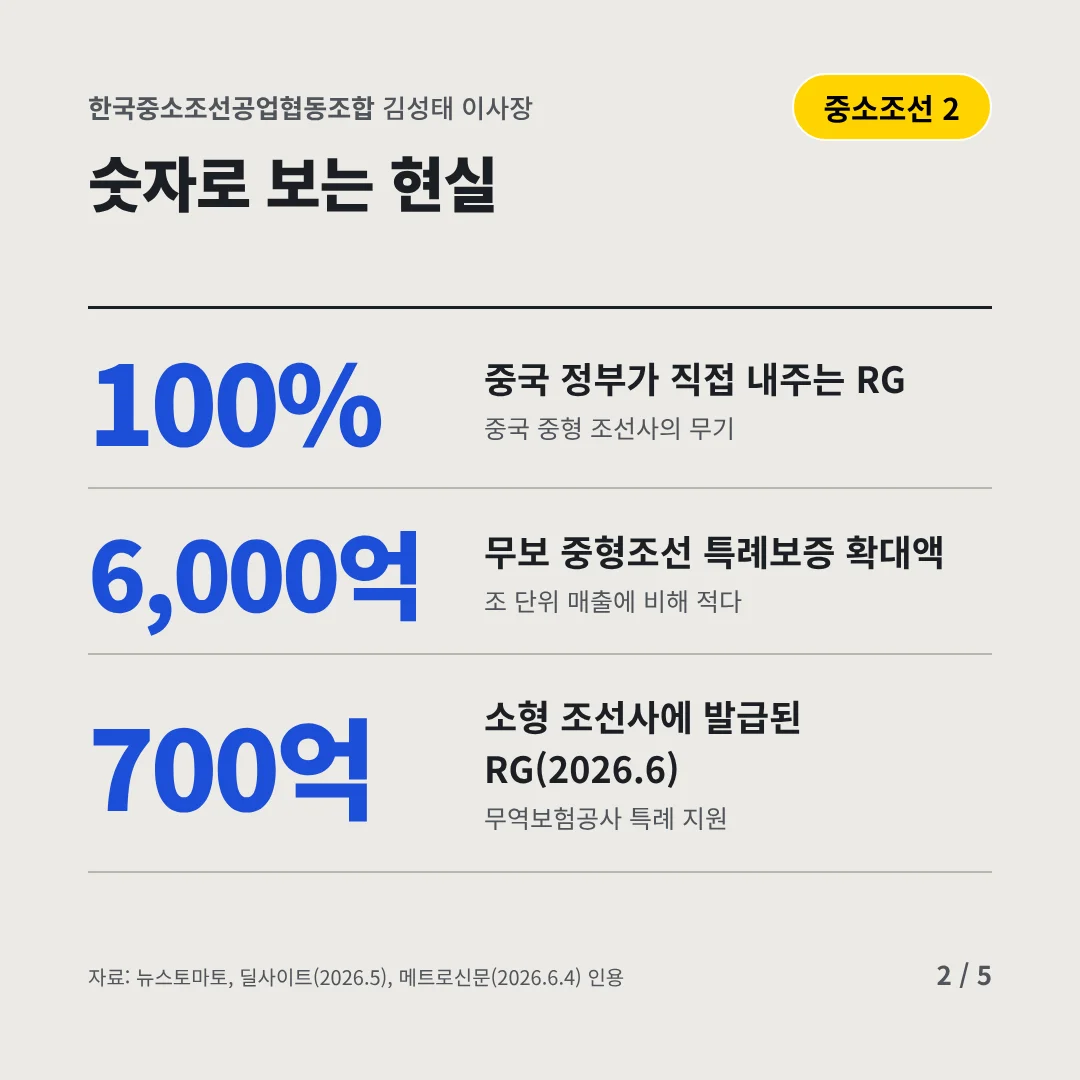 한국중소조선공업협동조합 김성태 이사장
중소조선 2
숫자로 보는 현실
100%
중국 정부가 직접 내주는 RG
중국 중형 조선사의 무기
6,000억
무보 중형조선 특례보증 확대액
조 단위 매출에 비해 적다
700억
소형 조선사에 발급된
RG(2026.6)
무역보험공사 특례 지원
자료: 뉴스토마토, 딜사이트(2026.5), 메트로신문(2026.6.4) 인용
2 / 5